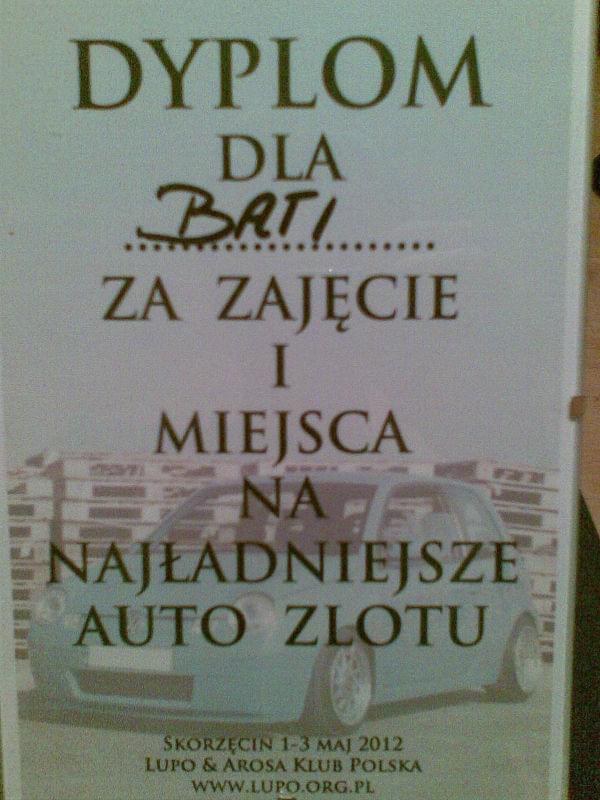 DYPLOM
DLA
BATI
ZA ZAJĘCIE
I
MIEJSCA
NA
NAJŁADNIEJSZE
AUTO ZLOTU
SKORZĘCIN 1-3 MAJ 2012
LUPO & AROSA KLUB POLSKA
WWW.LUPO.ORG.PL